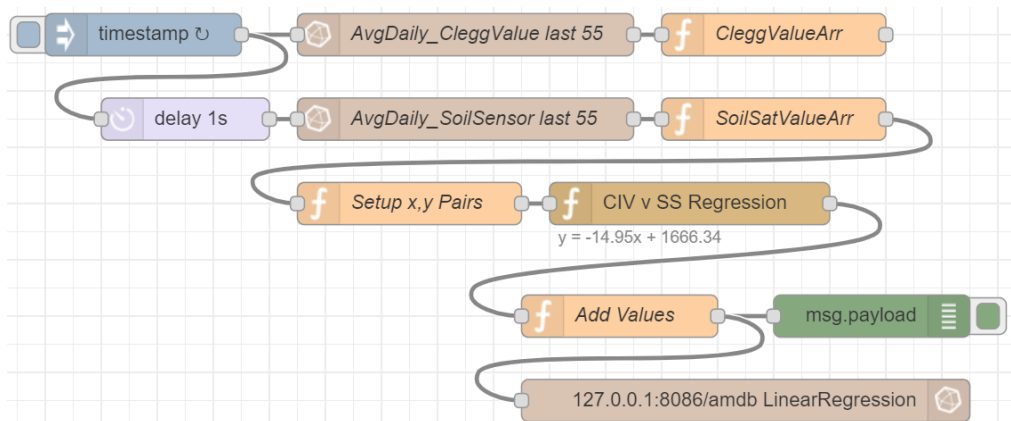 timestamp ↻
AvgDaily_CleggValue last 55
CleggValueArr
delay 1s
AvgDaily_SoilSensor last 55
SoilSatValueArr
Setup x,y Pairs
CIV v SS Regression
y = -14.95x + 1666.34
Add Values
msg.payload
127.0.0.1:8086/amdb LinearRegression